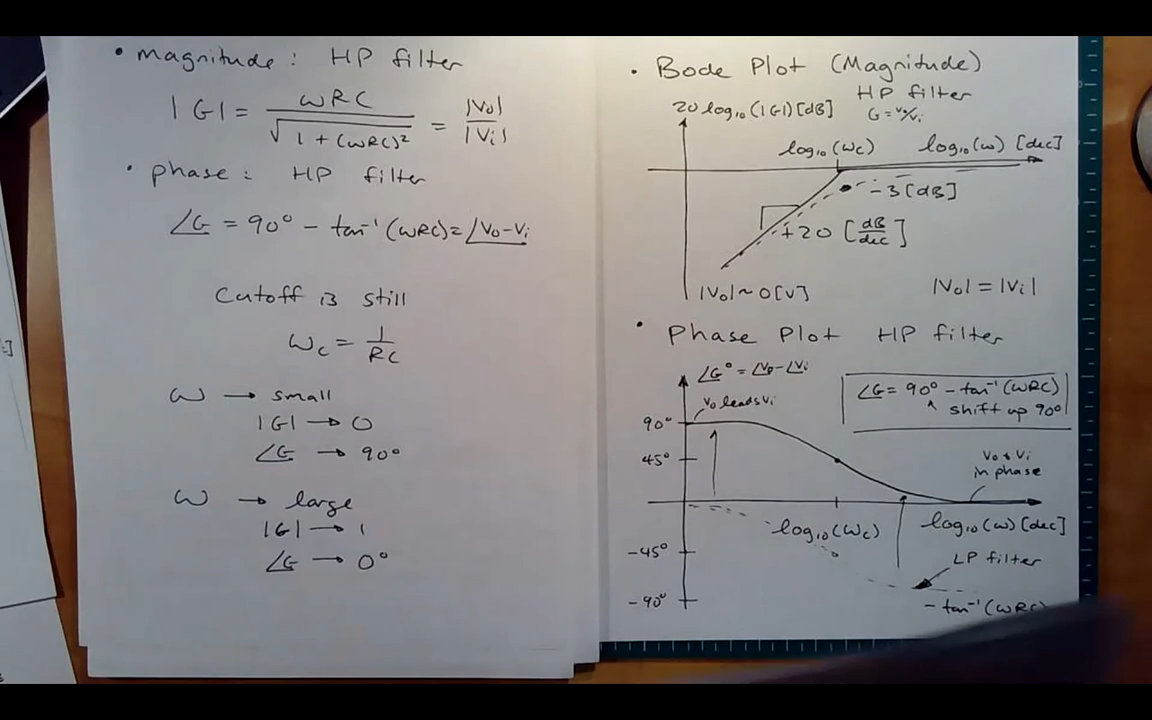 • magnitude: HP filter
|G| = ωRC / √(1 + (ωRC)²) = |Vo| / |Vi|
• phase: HP filter
∠G = 90° - tan⁻¹(ωRC) = ∠Vo-Vi
Cutoff is still
ωc = 1/RC
ω → small
|G| → 0
∠G → 90°
ω → large
|G| → 1
∠G → 0°
• Bode Plot (Magnitude)
HP filter
20 log₁₀(|G|) [dB] G = Vo/Vi
log₁₀(ωc) log₁₀(ω) [dec]
-3[dB]
+20 [dB/dec]
|Vo| ~ 0[V] |Vo| = |Vi|
• Phase Plot HP filter
∠G° = ∠Vo-∠Vi
Vo leads Vi
∠G = 90° - tan⁻¹(ωRC)
^ shift up 90°
90°
45°
Vo & Vi
in phase
log₁₀(ωc) log₁₀(ω)[dec]
-45°
LP filter
-90°
-tan⁻¹(ωRC)